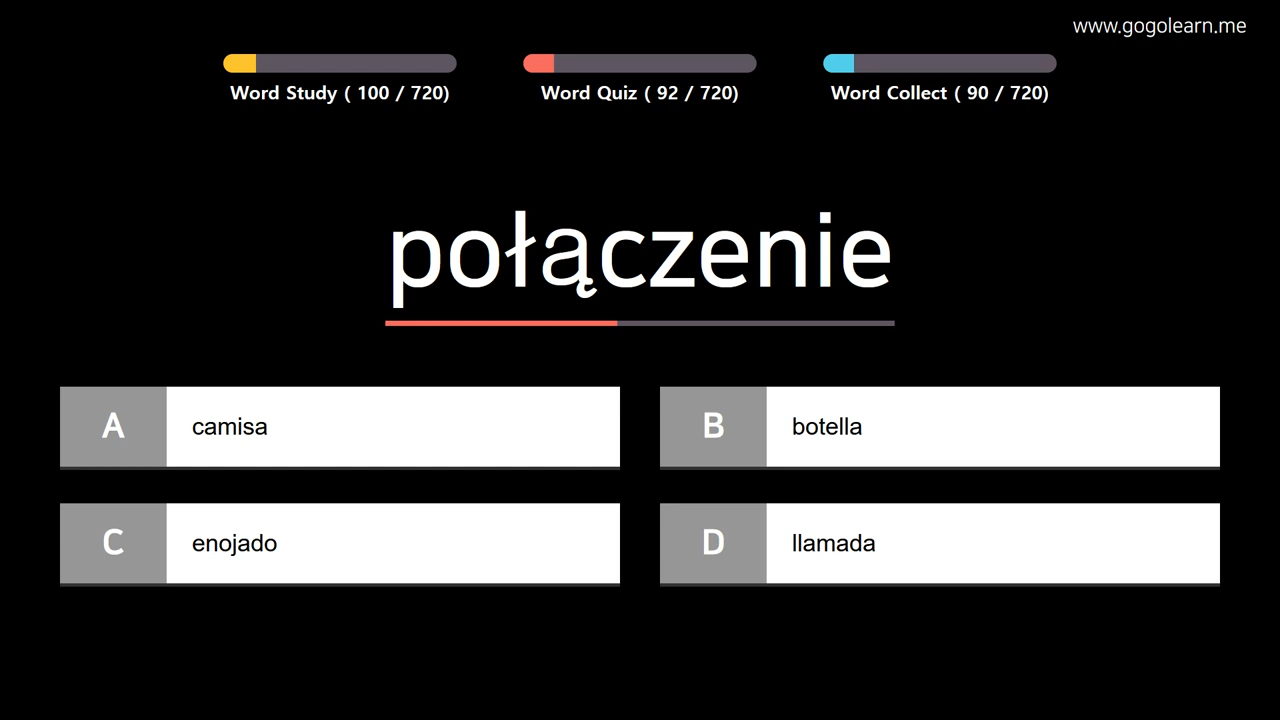 www.gogolearn.me
Word Study ( 100 / 720)
Word Quiz ( 92 / 720)
Word Collect ( 90 / 720)
połączenie
A camisa
B botella
C enojado
D llamada